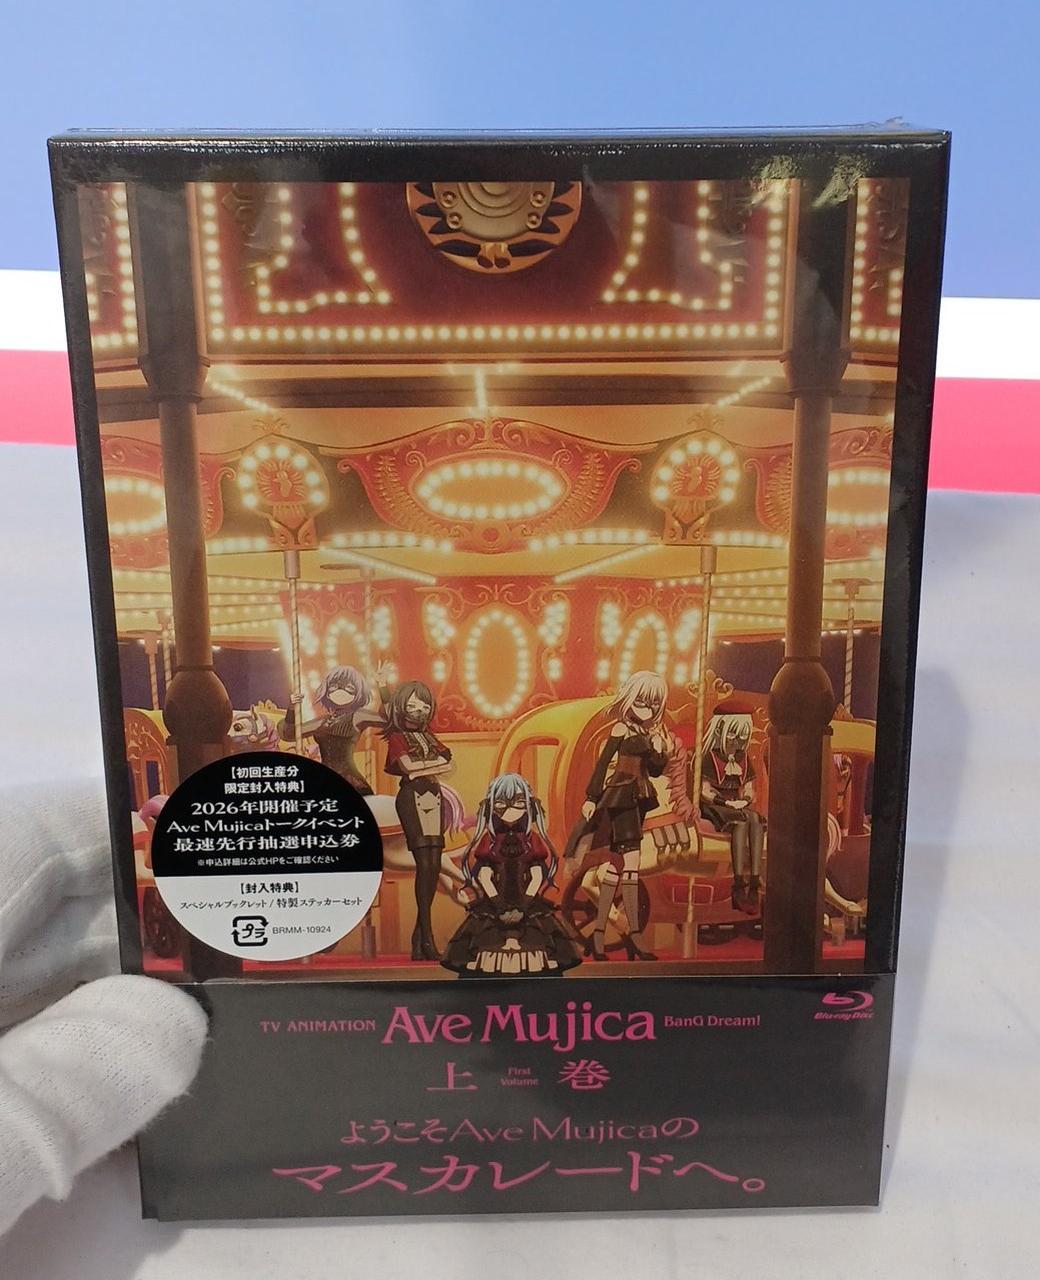 【初回生産分
限定封入特典】
2026年開催予定
Ave Mujicaトークイベント
最速先行抽選申込券
※申込詳細は公式HPをご確認ください
【封入特典】
スペシャルブックレット / 特製ステッカーセット
プラ
BRMM-10924
Blu-ray Disc
TV ANIMATION Ave Mujica BanG Dream!
上 First Volume 巻
ようこそAve Mujicaの
マスカレードへ。